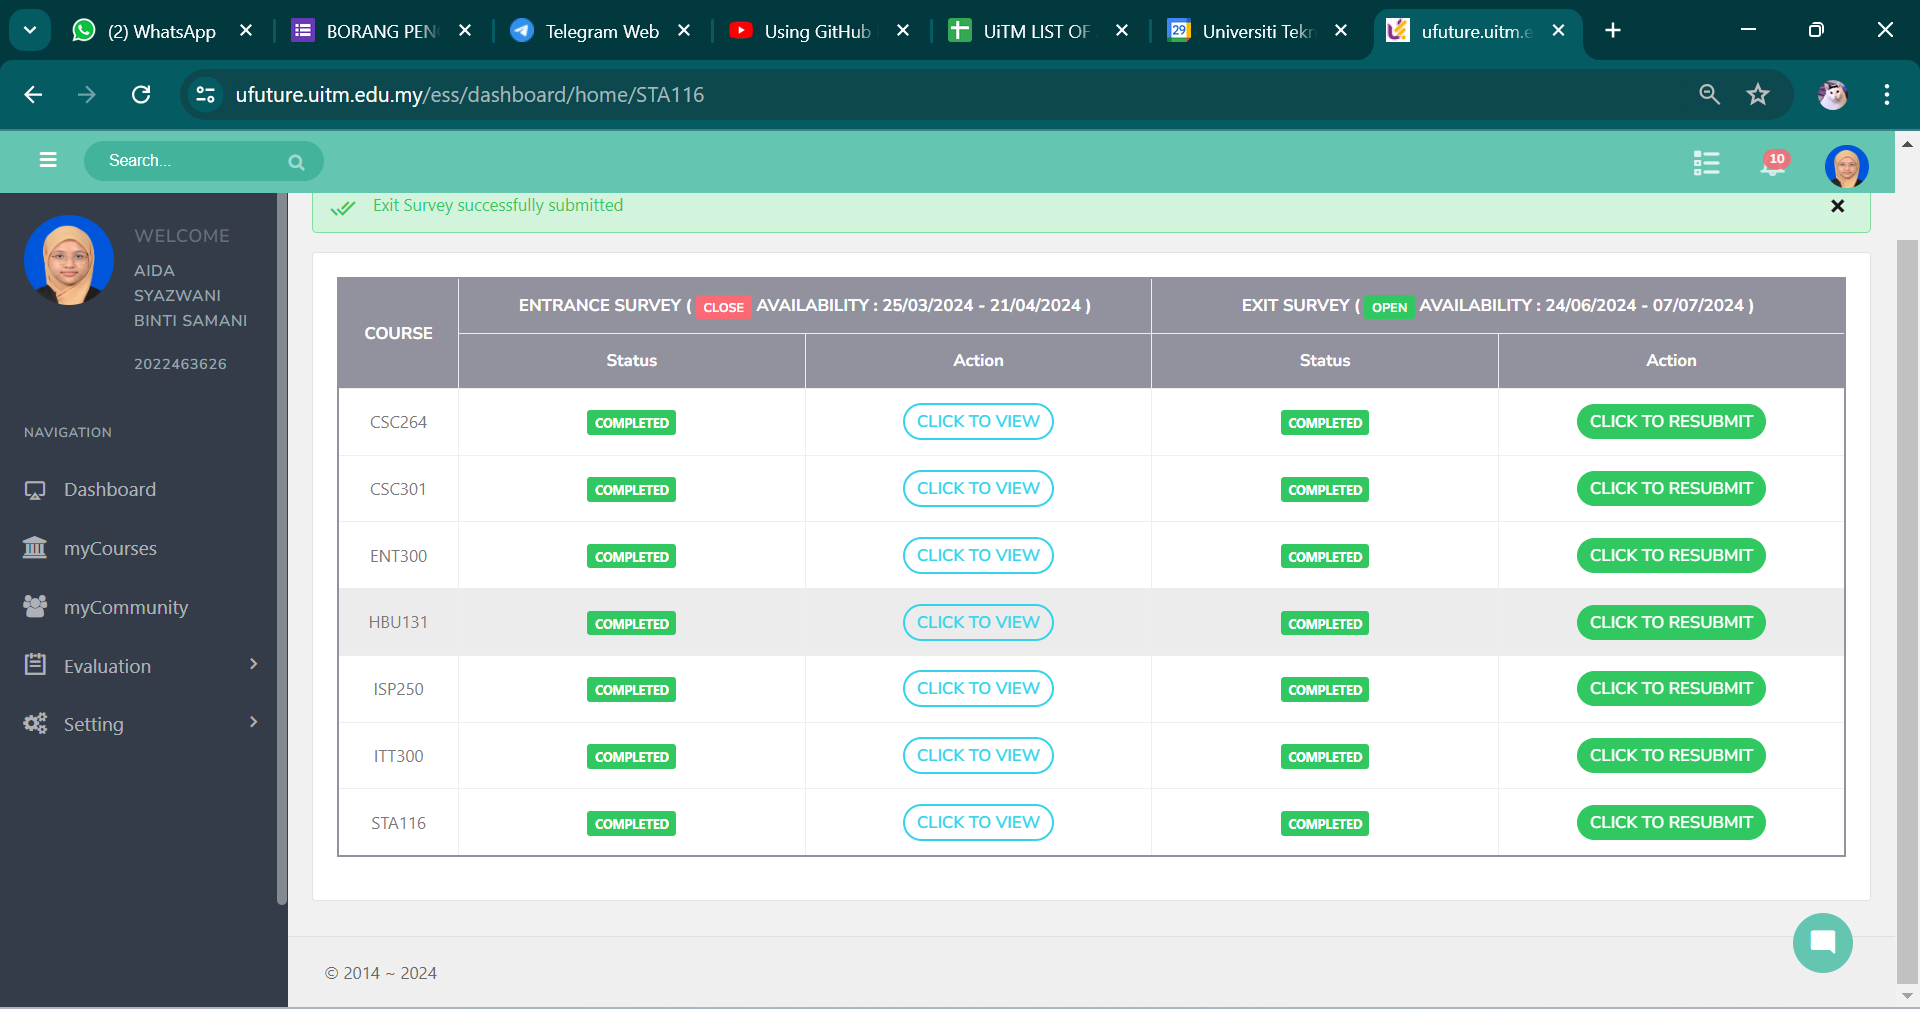 (2) WhatsApp
BORANG PEN
Telegram Web
Using GitHub
UiTM LIST OF
29
Universiti Tekn
ufuture.uitm.e
ufuture.uitm.edu.my/ess/dashboard/home/STA116
Search...
10
Exit Survey successfully submitted
WELCOME
AIDA
SYAZWANI
BINTI SAMANI
2022463626
NAVIGATION
Dashboard
myCourses
myCommunity
Evaluation
Setting
COURSE
ENTRANCE SURVEY ( CLOSE AVAILABILITY : 25/03/2024 - 21/04/2024 )
EXIT SURVEY ( OPEN AVAILABILITY : 24/06/2024 - 07/07/2024 )
Status Action Status Action
CSC264 COMPLETED CLICK TO VIEW COMPLETED CLICK TO RESUBMIT
CSC301 COMPLETED CLICK TO VIEW COMPLETED CLICK TO RESUBMIT
ENT300 COMPLETED CLICK TO VIEW COMPLETED CLICK TO RESUBMIT
HBU131 COMPLETED CLICK TO VIEW COMPLETED CLICK TO RESUBMIT
ISP250 COMPLETED CLICK TO VIEW COMPLETED CLICK TO RESUBMIT
ITT300 COMPLETED CLICK TO VIEW COMPLETED CLICK TO RESUBMIT
STA116 COMPLETED CLICK TO VIEW COMPLETED CLICK TO RESUBMIT
© 2014 ~ 2024